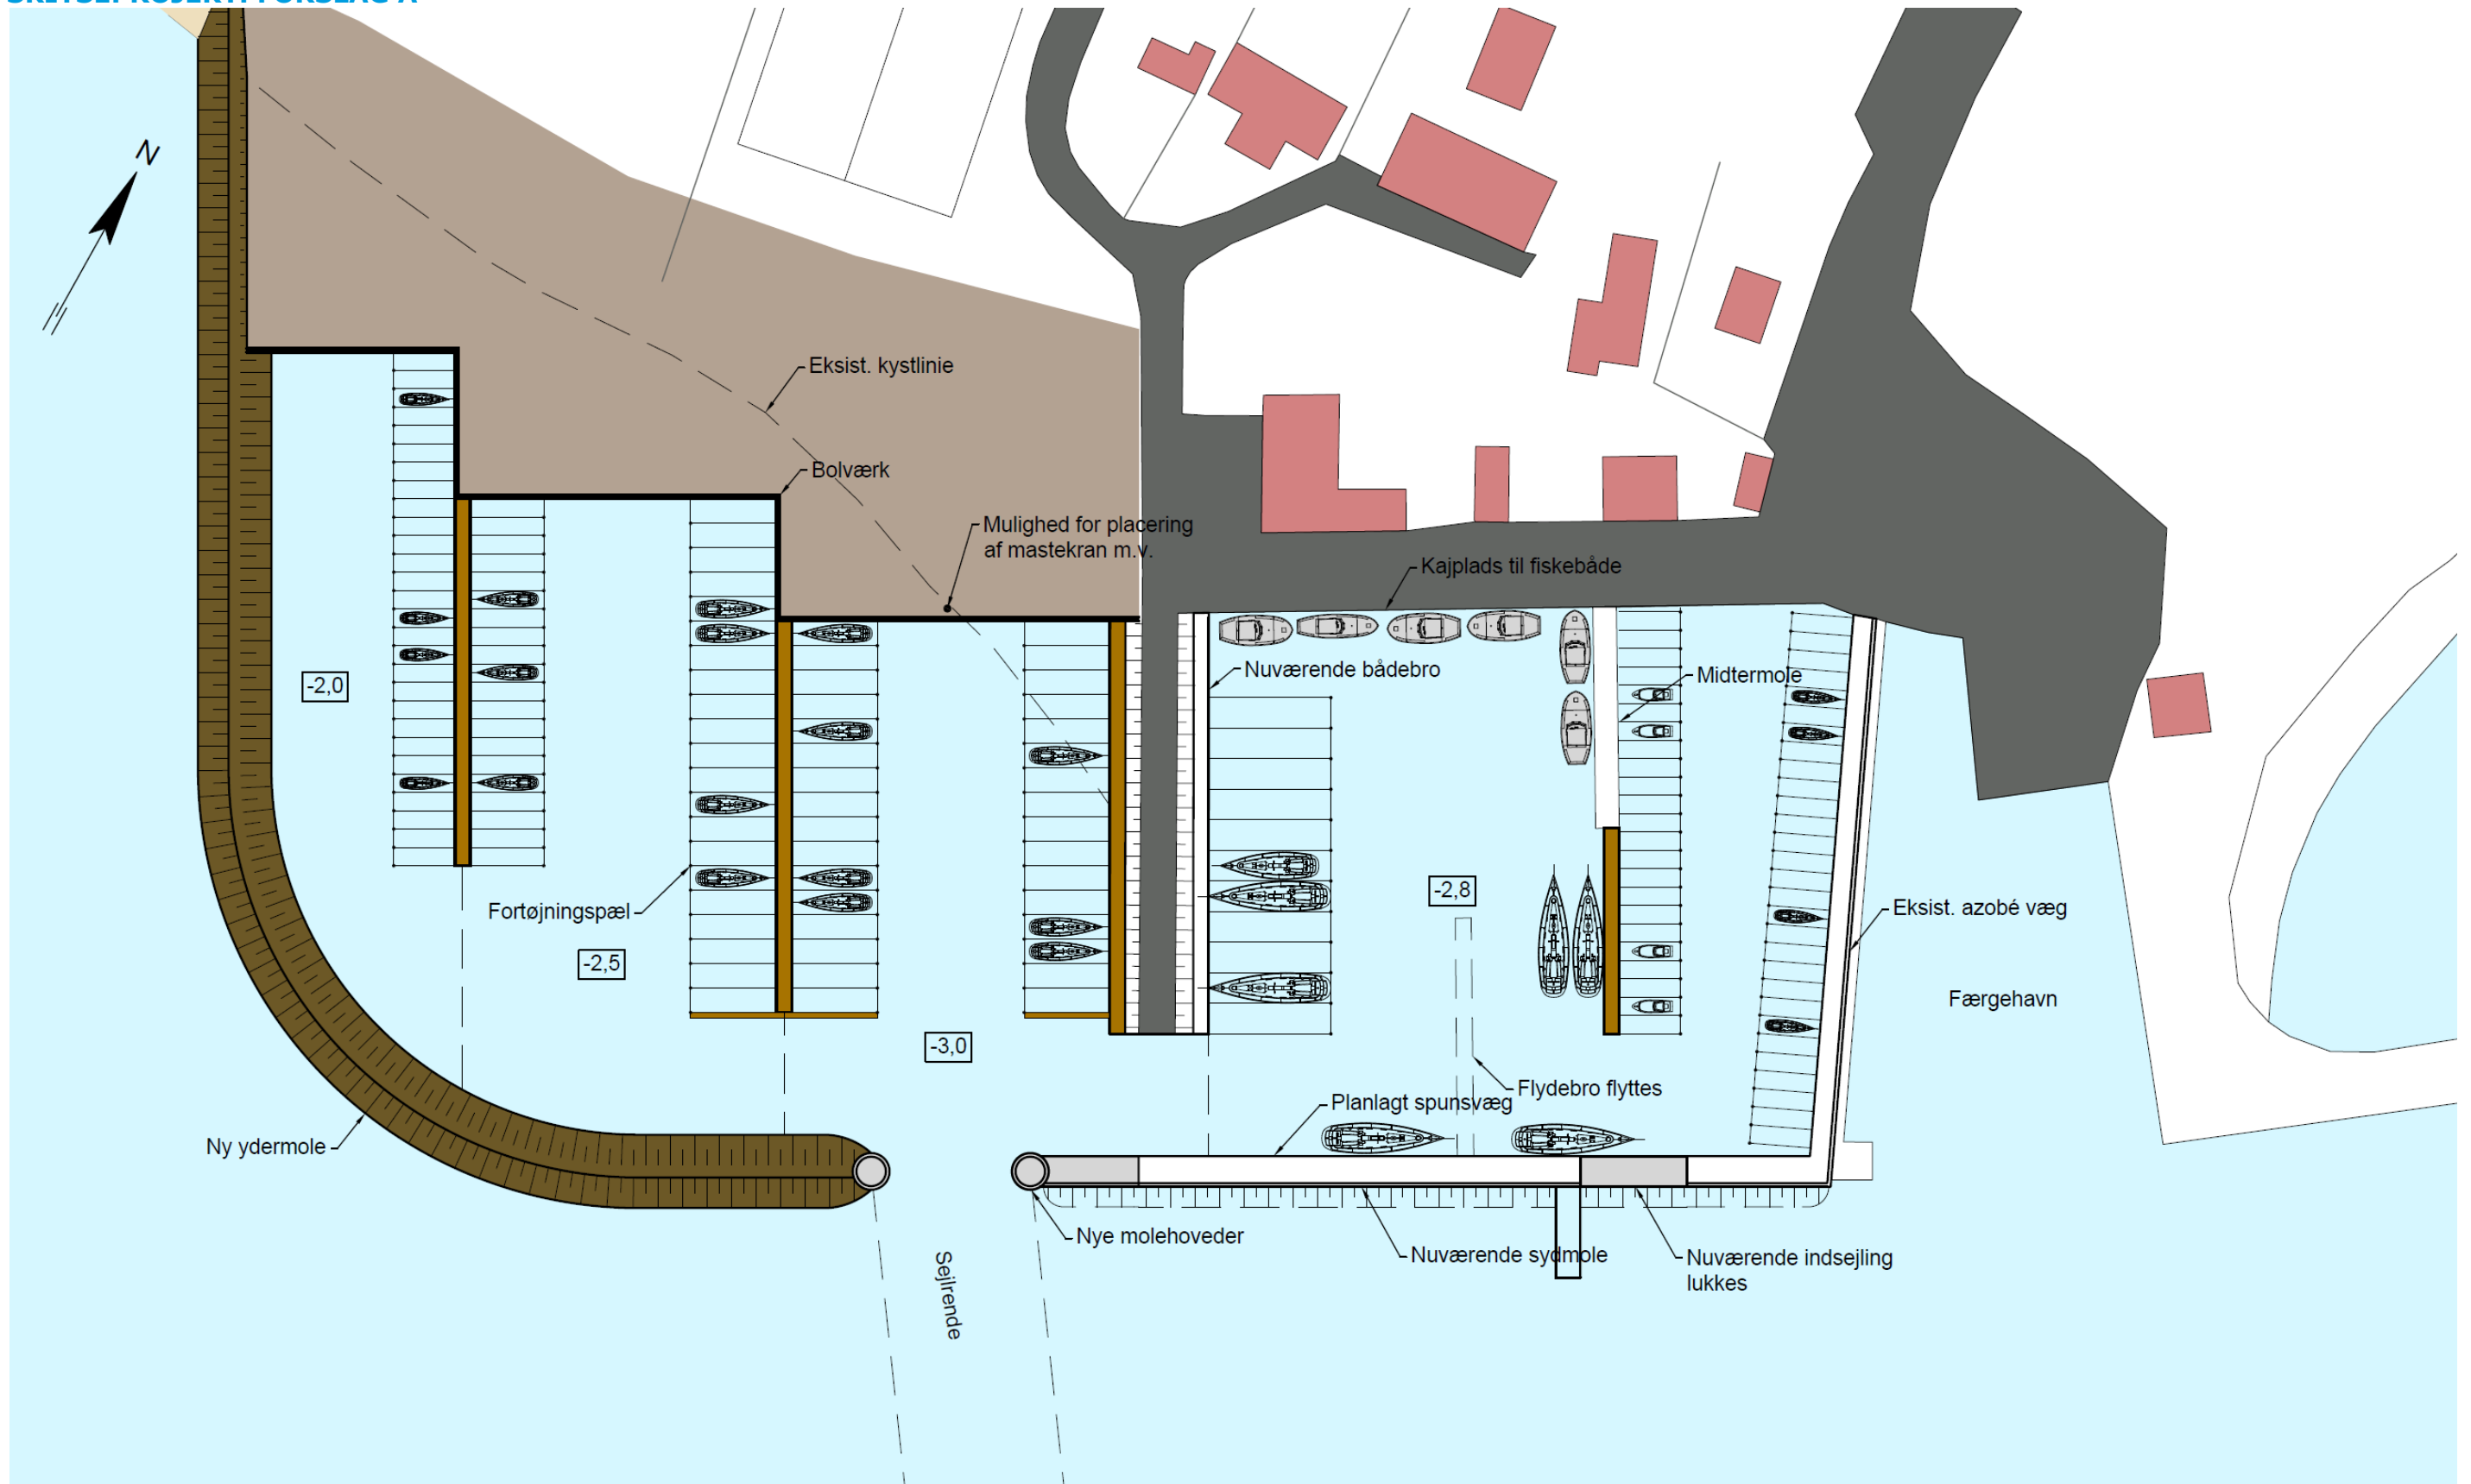 N
Eksist. kystlinie
Bolværk
Mulighed for placering
af mastekran m.v.
Kajplads til fiskebåde
Nuværende bådebro
Midtermole
-2,0
-2,8
Fortøjningspæl
Eksist. azobé væg
-2,5
Færgehavn
-3,0
Flydebro flyttes
Planlagt spunsvæg
Ny ydermole
Nye molehoveder
Nuværende sydmole
Nuværende indsejling
lukkes
Sejlrende